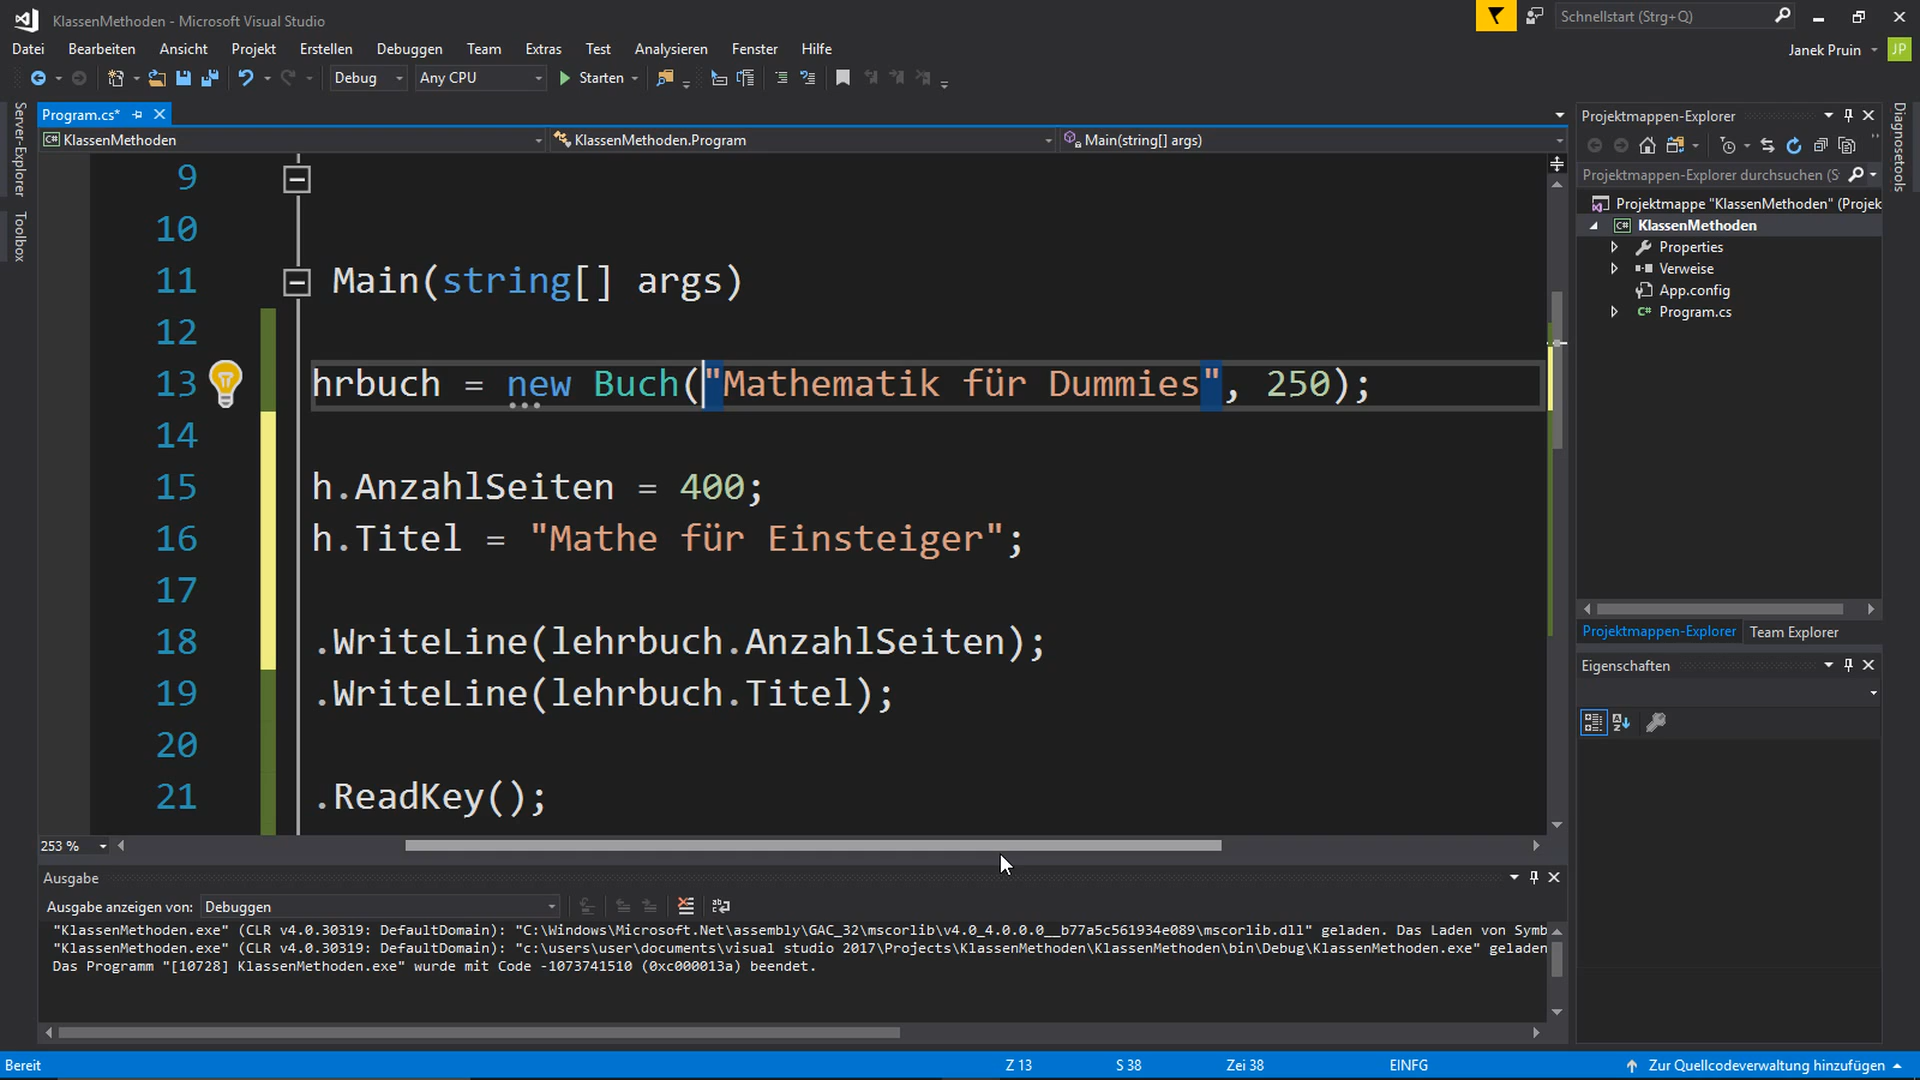 KlassenMethoden - Microsoft Visual Studio
Schnellstart (Strg+Q)
Datei Bearbeiten Ansicht Projekt Erstellen Debuggen Team Extras Test Analysieren Fenster Hilfe
Janek Pruin JP
Debug Any CPU Starten
Server-Explorer
Toolbox
Program.cs*
KlassenMethoden KlassenMethoden.Program Main(string[] args)
9
10
11 Main(string[] args)
12
13 hrbuch = new Buch("Mathematik für Dummies", 250);
14
15 h.AnzahlSeiten = 400;
16 h.Titel = "Mathe für Einsteiger";
17
18 .WriteLine(lehrbuch.AnzahlSeiten);
19 .WriteLine(lehrbuch.Titel);
20
21 .ReadKey();
253 %
Ausgabe
Ausgabe anzeigen von: Debuggen
"KlassenMethoden.exe" (CLR v4.0.30319: DefaultDomain): "C:\Windows\Microsoft.Net\assembly\GAC_32\mscorlib\v4.0_4.0.0.0__b77a5c561934e089\mscorlib.dll" geladen. Das Laden von Symb
"KlassenMethoden.exe" (CLR v4.0.30319: DefaultDomain): "c:\users\user\documents\visual studio 2017\Projects\KlassenMethoden\KlassenMethoden\bin\Debug\KlassenMethoden.exe" geladen
Das Programm "[10728] KlassenMethoden.exe" wurde mit Code -1073741510 (0xc000013a) beendet.
Projektmappen-Explorer
Projektmappen-Explorer durchsuchen (S
Projektmappe "KlassenMethoden" (Projek
C# KlassenMethoden
Properties
Verweise
App.config
C# Program.cs
Projektmappen-Explorer Team Explorer
Eigenschaften
Diagnosetools
Bereit Z 13 S 38 Zei 38 EINFG Zur Quellcodeverwaltung hinzufügen